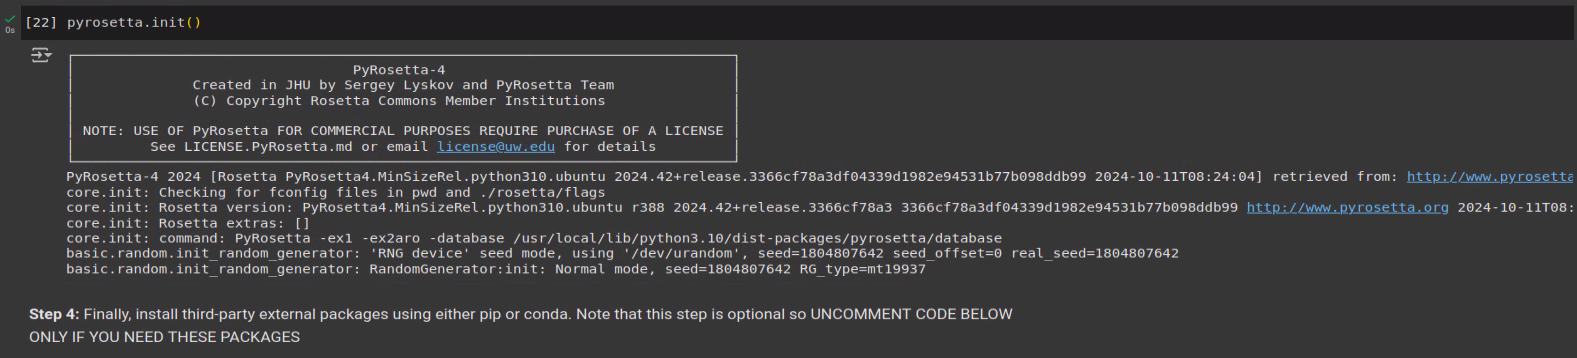 [22] pyrosetta.init()
0s
PyRosetta-4
Created in JHU by Sergey Lyskov and PyRosetta Team
(C) Copyright Rosetta Commons Member Institutions
NOTE: USE OF PyRosetta FOR COMMERCIAL PURPOSES REQUIRE PURCHASE OF A LICENSE
See LICENSE.PyRosetta.md or email license@uw.edu for details
PyRosetta-4 2024 [Rosetta PyRosetta4.MinSizeRel.python310.ubuntu 2024.42+release.3366cf78a3df04339d1982e94531b77b098ddb99 2024-10-11T08:24:04] retrieved from: http://www.pyrosetta
core.init: Checking for fconfig files in pwd and ./rosetta/flags
core.init: Rosetta version: PyRosetta4.MinSizeRel.python310.ubuntu r388 2024.42+release.3366cf78a3 3366cf78a3df04339d1982e94531b77b098ddb99 http://www.pyrosetta.org 2024-10-11T08:
core.init: Rosetta extras: []
core.init: command: PyRosetta -ex1 -ex2aro -database /usr/local/lib/python3.10/dist-packages/pyrosetta/database
basic.random.init_random_generator: 'RNG device' seed mode, using '/dev/urandom', seed=1804807642 seed_offset=0 real_seed=1804807642
basic.random.init_random_generator: RandomGenerator:init: Normal mode, seed=1804807642 RG_type=mt19937
Step 4: Finally, install third-party external packages using either pip or conda. Note that this step is optional so UNCOMMENT CODE BELOW
ONLY IF YOU NEED THESE PACKAGES